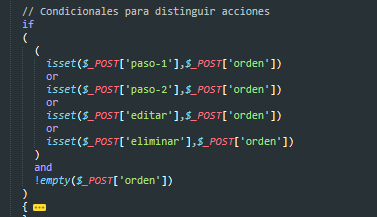 // Condicionales para distinguir acciones
if
(
(
isset($_POST['paso-1'],$_POST['orden'])
or
isset($_POST['paso-2'],$_POST['orden'])
or
isset($_POST['editar'],$_POST['orden'])
or
isset($_POST['eliminar'],$_POST['orden'])
)
and
!empty($_POST['orden'])
)
{